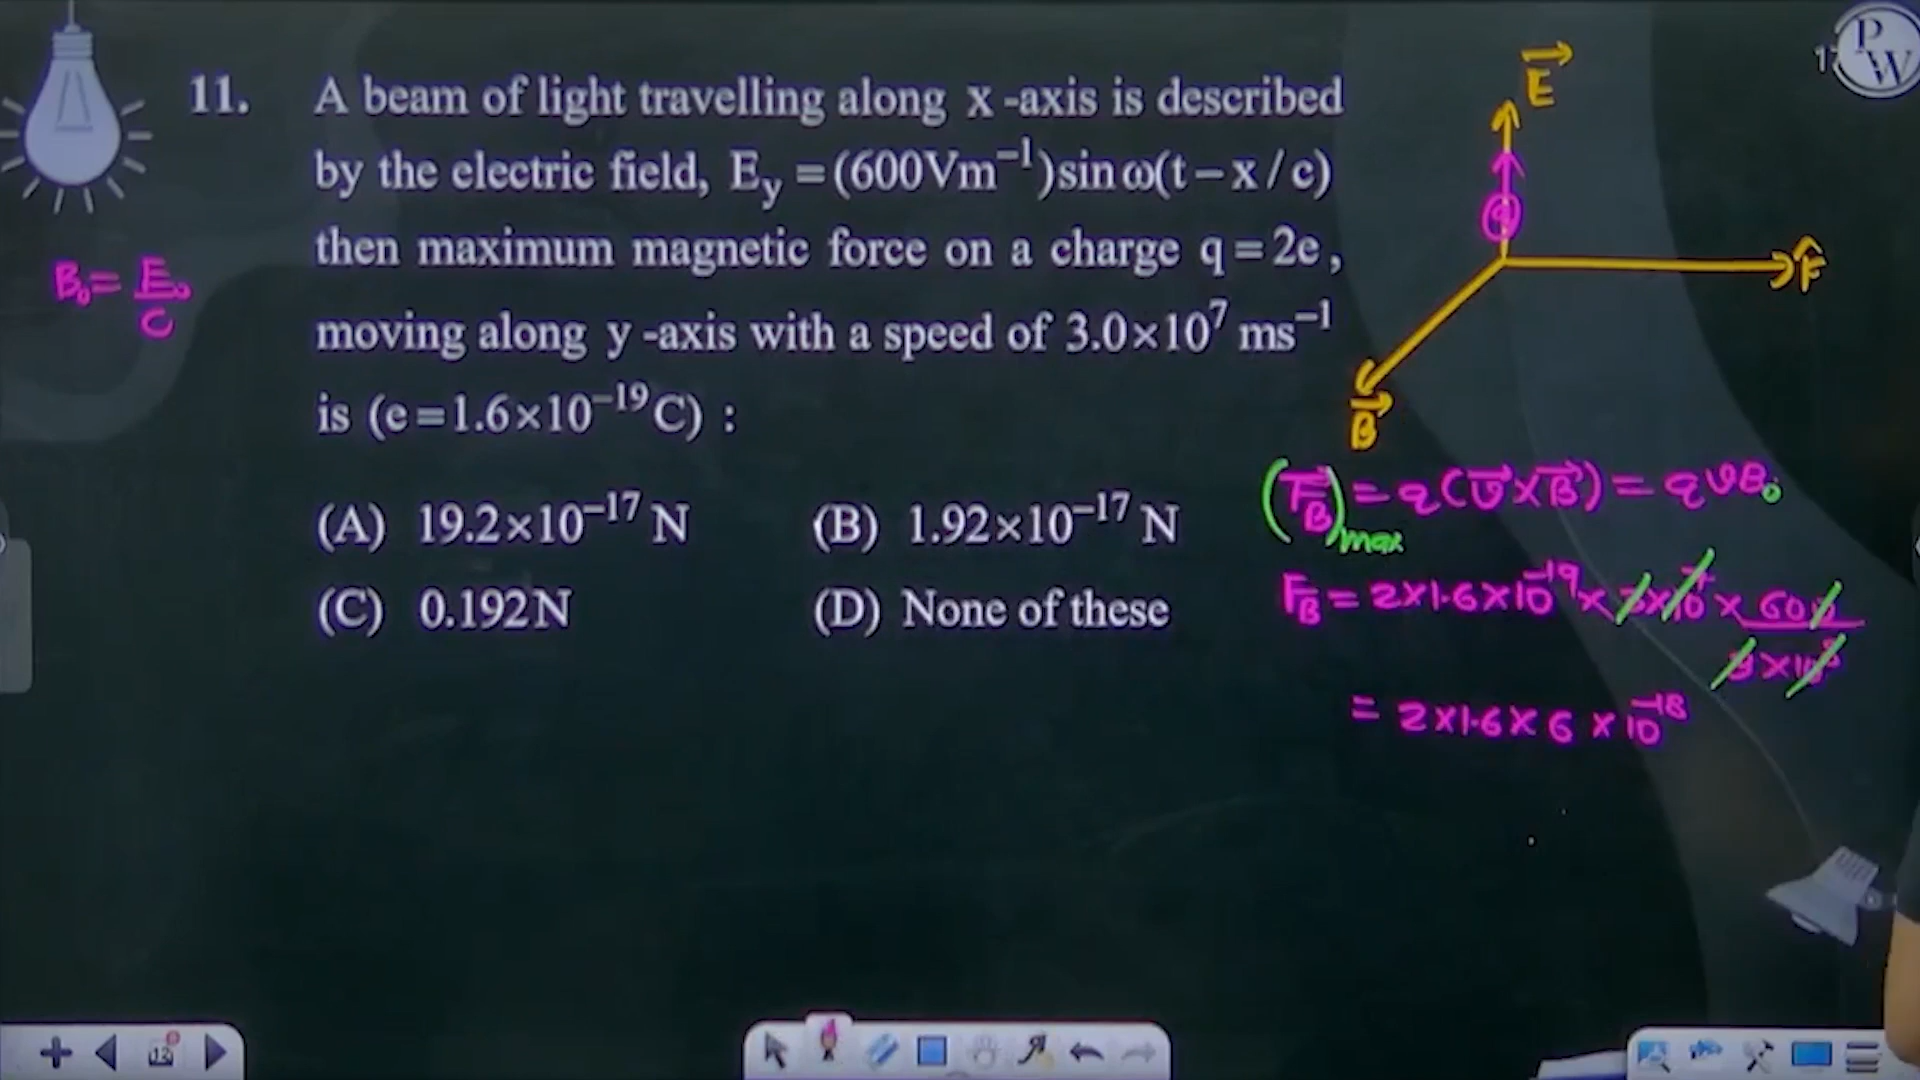 11. A beam of light travelling along x -axis is described
by the electric field, E_y = (600Vm⁻¹)sin ω(t − x / c)
then maximum magnetic force on a charge q = 2e ,
moving along y -axis with a speed of 3.0×10⁷ ms⁻¹
is (e = 1.6×10⁻¹⁹C) :
(A) 19.2×10⁻¹⁷ N (B) 1.92×10⁻¹⁷ N
(C) 0.192N (D) None of these
B₀ = E₀/C
E⃗
q
B⃗
(F⃗_B)max = q(v⃗×B⃗) = qvB₀
F_B = 2×1.6×10⁻¹⁹ × 3×10⁷ × 600/3×10⁸
= 2×1.6×6×10⁻¹⁸
PW